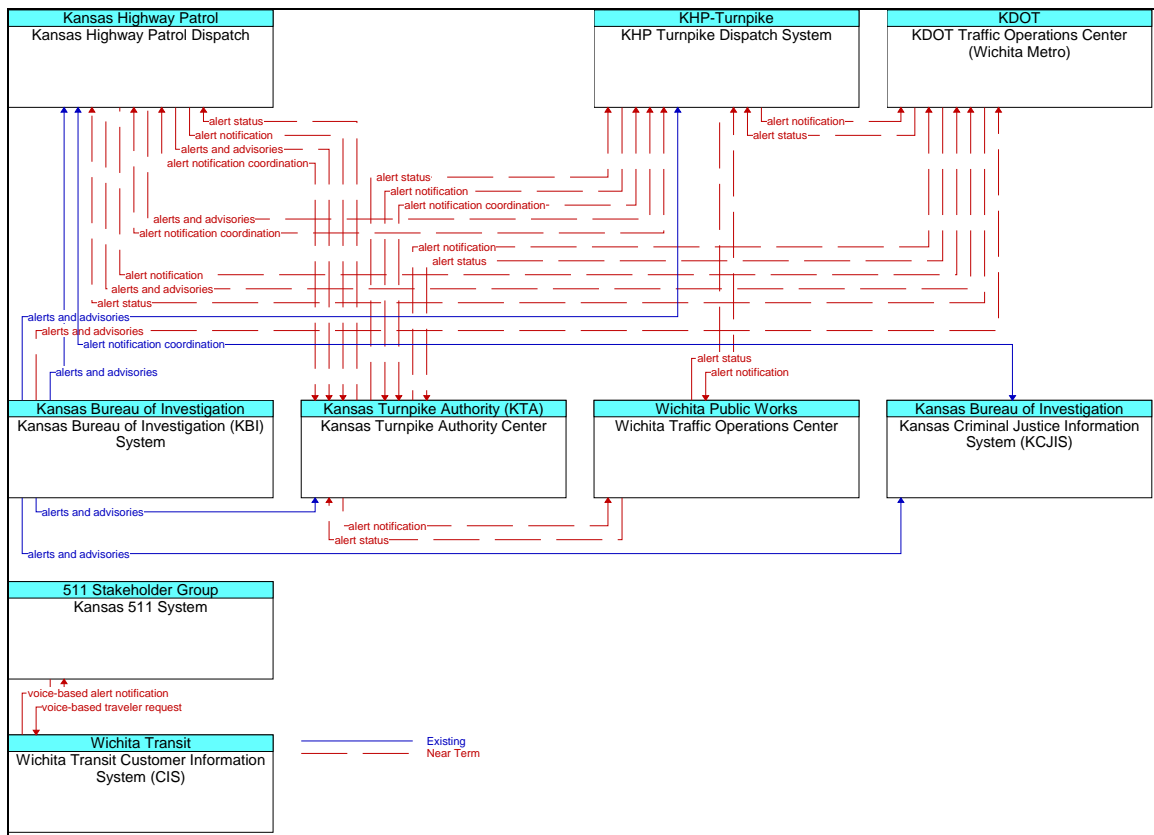 Kansas Highway Patrol
Kansas Highway Patrol Dispatch
KHP-Turnpike
KHP Turnpike Dispatch System
KDOT
KDOT Traffic Operations Center
(Wichita Metro)
alert status
alert notification
alerts and advisories
alert notification coordination
alert notification
alert status
alert status
alert notification
alert notification coordination
alerts and advisories
alert notification coordination
alert notification
alert status
alert notification
alerts and advisories
alert status
alerts and advisories
alerts and advisories
alert notification coordination
alerts and advisories
alert status
alert notification
Kansas Bureau of Investigation
Kansas Bureau of Investigation (KBI)
System
Kansas Turnpike Authority (KTA)
Kansas Turnpike Authority Center
Wichita Public Works
Wichita Traffic Operations Center
Kansas Bureau of Investigation
Kansas Criminal Justice Information
System (KCJIS)
alerts and advisories
alert notification
alert status
alerts and advisories
511 Stakeholder Group
Kansas 511 System
voice-based alert notification
voice-based traveler request
Wichita Transit
Wichita Transit Customer Information
System (CIS)
Existing
Near Term